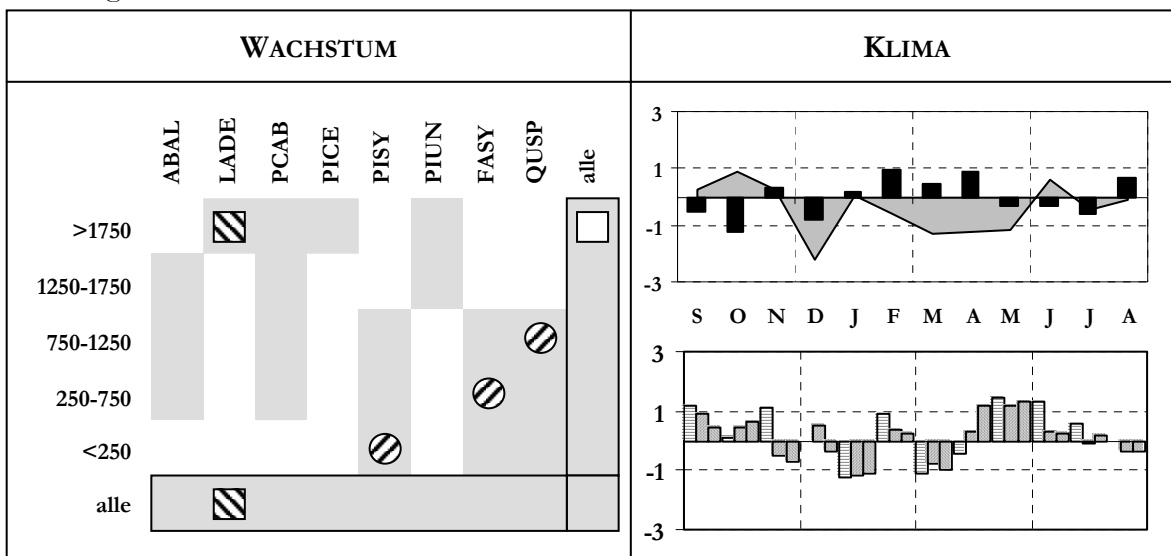 WACHSTUM
KLIMA
ABAL LADE PCAB PICE PISY PIUN FASY QUSP alle
>1750
1250-1750
750-1250
250-750
<250
alle
3
1
-1
-3
S O N D J F M A M J J A
3
1
-1
-3